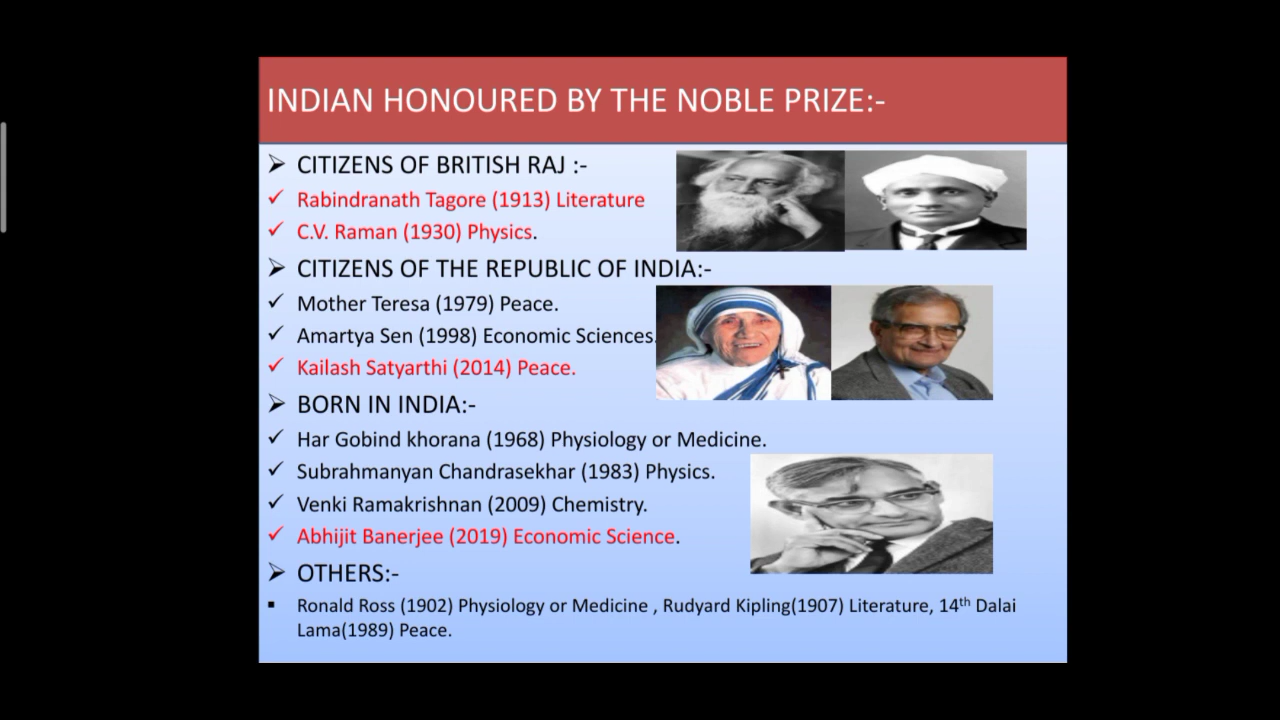 INDIAN HONOURED BY THE NOBLE PRIZE:-
➢ CITIZENS OF BRITISH RAJ :-
✓ Rabindranath Tagore (1913) Literature
✓ C.V. Raman (1930) Physics.
➢ CITIZENS OF THE REPUBLIC OF INDIA:-
✓ Mother Teresa (1979) Peace.
✓ Amartya Sen (1998) Economic Sciences.
✓ Kailash Satyarthi (2014) Peace.
➢ BORN IN INDIA:-
✓ Har Gobind khorana (1968) Physiology or Medicine.
✓ Subrahmanyan Chandrasekhar (1983) Physics.
✓ Venki Ramakrishnan (2009) Chemistry.
✓ Abhijit Banerjee (2019) Economic Science.
➢ OTHERS:-
▪ Ronald Ross (1902) Physiology or Medicine , Rudyard Kipling(1907) Literature, 14th Dalai
Lama(1989) Peace.